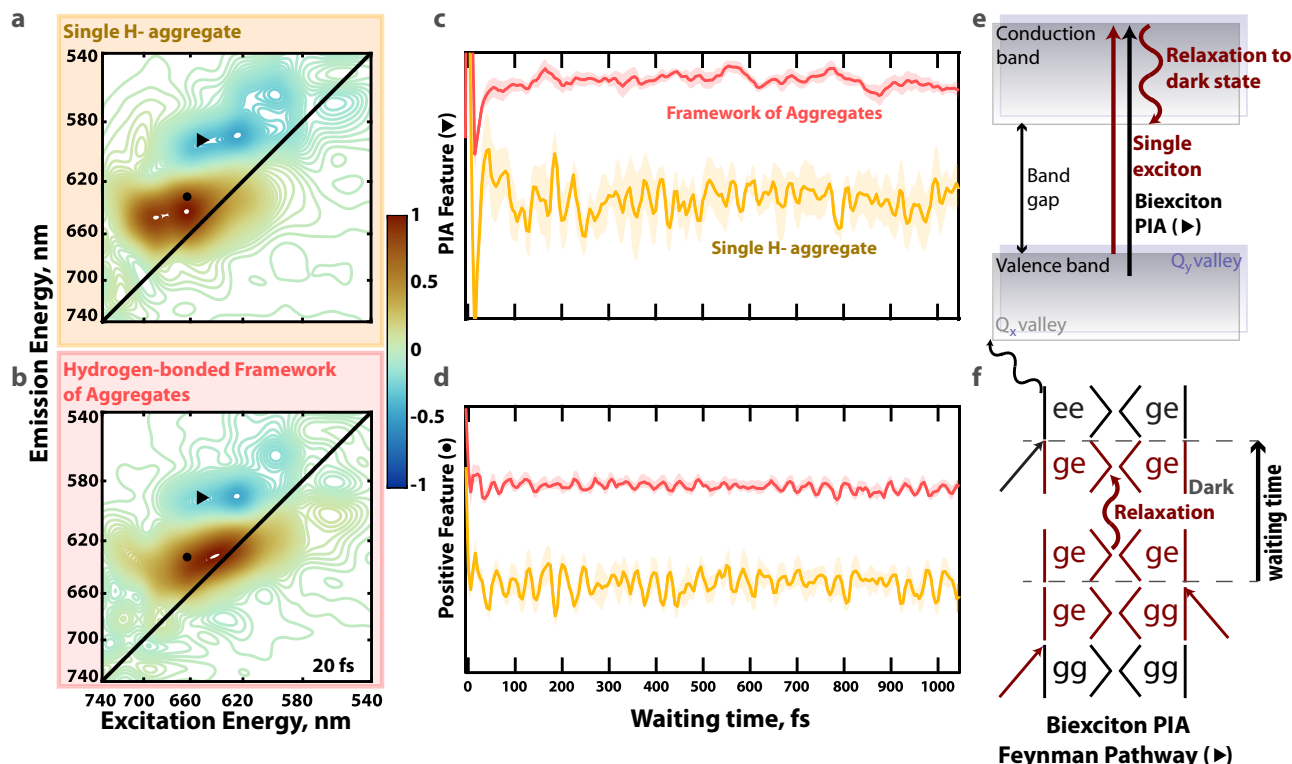 a
Single H- aggregate
540
580
620
660
700
740
Emission Energy, nm
b
Hydrogen-bonded Framework
of Aggregates
540
580
620
660
700
740
20 fs
730
700
660
620
580
540
Excitation Energy, nm
1
0.5
0
-0.5
-1
c
PIA Feature (▼)
Framework of Aggregates
Single H- aggregate
d
Positive Feature (●)
0
100
200
300
400
500
600
700
800
900
1000
Waiting time, fs
e
Conduction
band
Relaxation to
dark state
Single
exciton
Band
gap
Biexciton
PIA (▶)
Valence band
Qy valley
Qx valley
f
ee
ge
ge
ge
Dark
Relaxation
ge
ge
ge
gg
gg
gg
waiting time
Biexciton PIA
Feynman Pathway (▶)